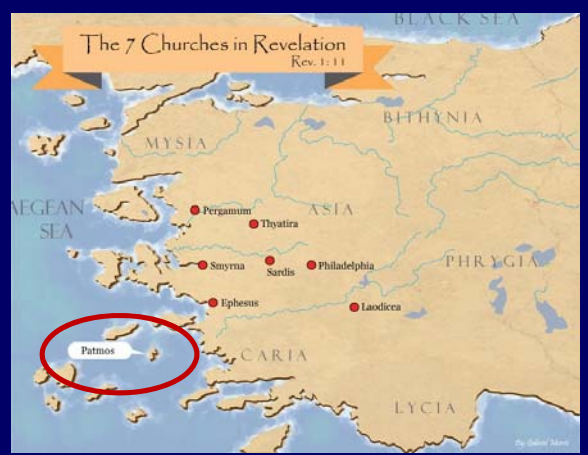 BLACK SEA
The 7 Churches in Revelation
Rev. 1:11
BITHYNIA
MYSIA
AEGEAN
SEA
Pergamum
ASIA
Thyatira
Smyrna
Sardis
Philadelphia
PHRYGIA
Ephesus
Laodicea
Patmos
CARIA
LYCIA